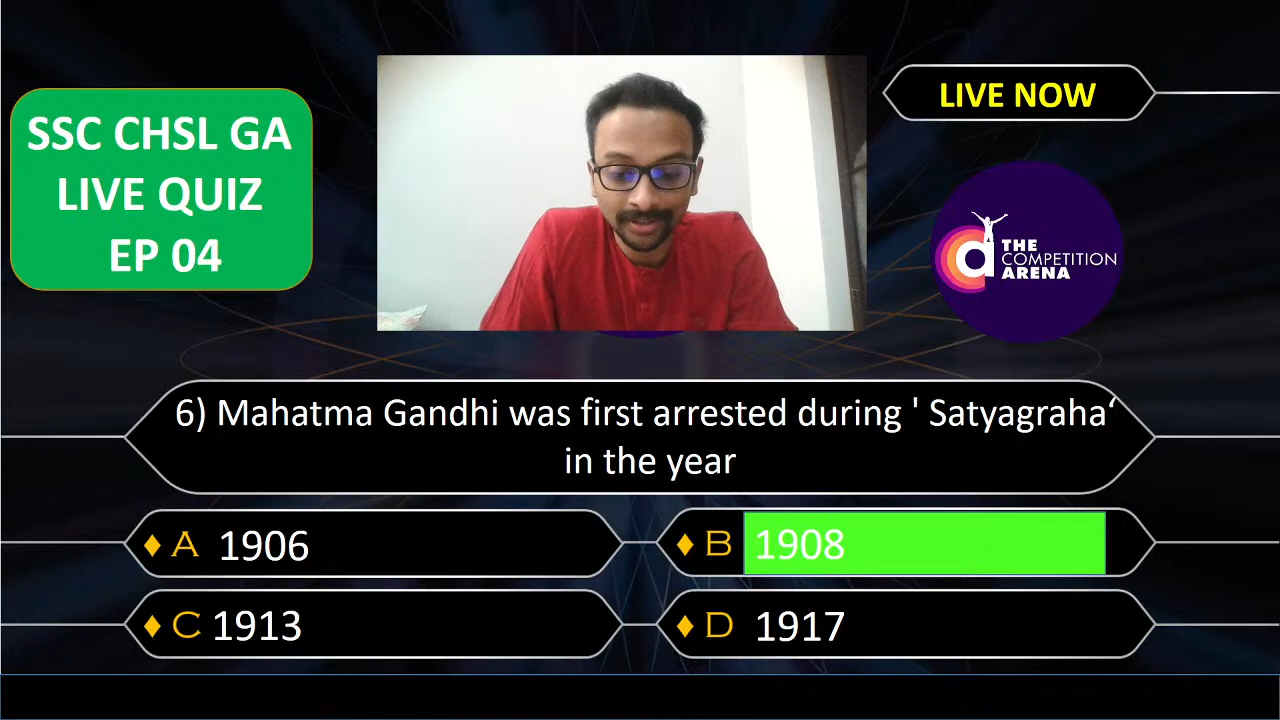 SSC CHSL GA
LIVE QUIZ
EP 04
LIVE NOW
THE
COMPETITION
ARENA
6) Mahatma Gandhi was first arrested during ' Satyagraha‘
in the year
A 1906
B 1908
C 1913
D 1917